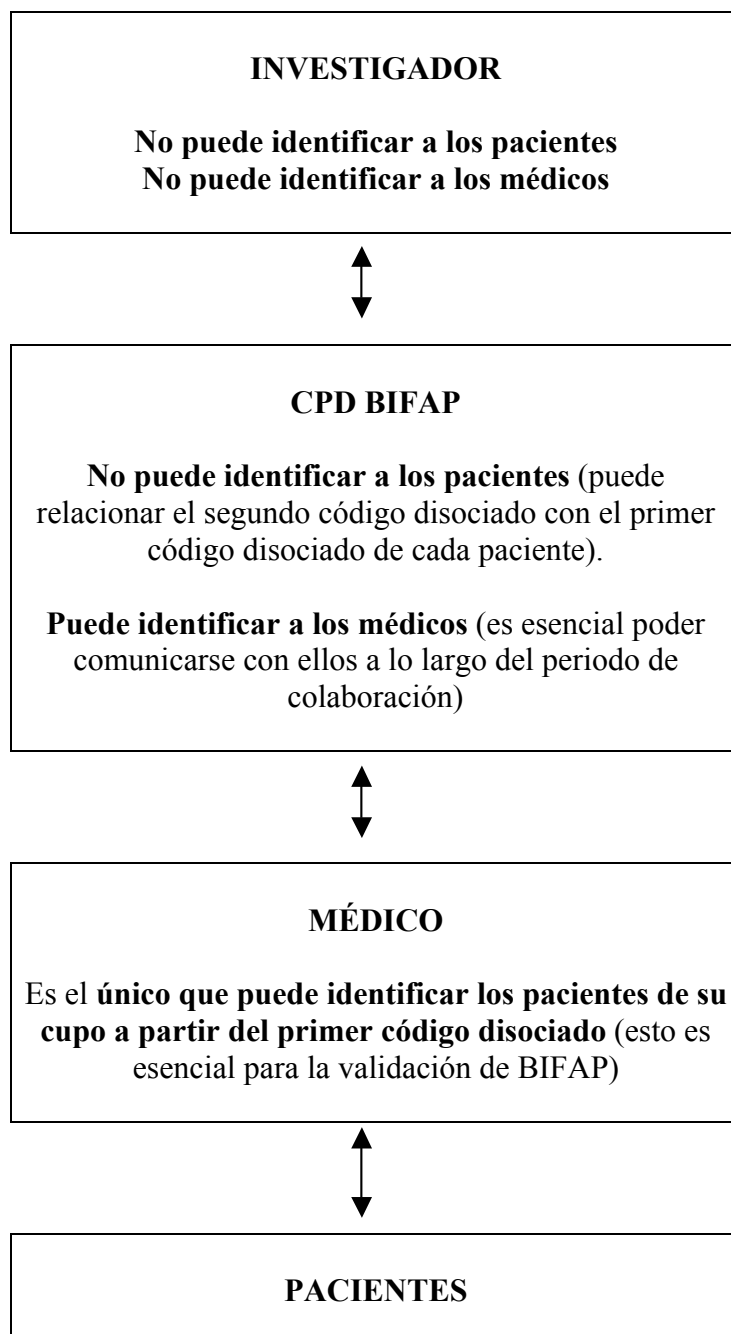 INVESTIGADOR
No puede identificar a los pacientes
No puede identificar a los médicos
CPD BIFAP
No puede identificar a los pacientes (puede
relacionar el segundo código disociado con el primer
código disociado de cada paciente).
Puede identificar a los médicos (es esencial poder
comunicarse con ellos a lo largo del periodo de
colaboración)
MÉDICO
Es el único que puede identificar los pacientes de su
cupo a partir del primer código disociado (esto es
esencial para la validación de BIFAP)
PACIENTES